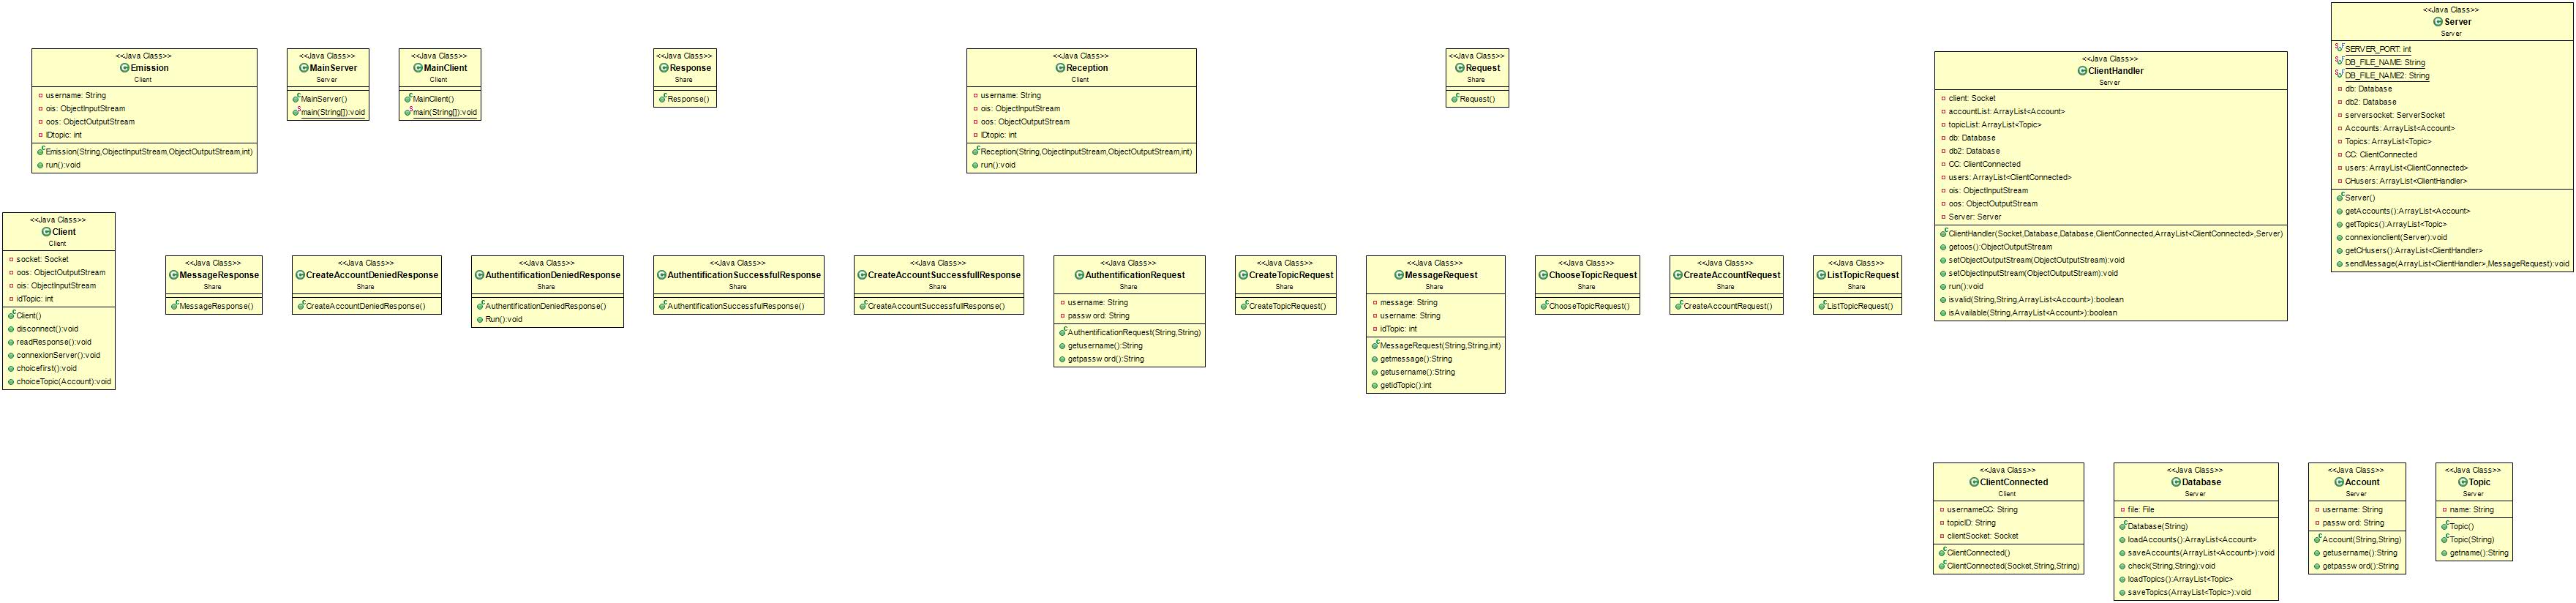 <<Java Class>>
Emission
Client
username: String
ois: ObjectInputStream
oos: ObjectOutputStream
IDtopic: int
Emission(String,ObjectInputStream,ObjectOutputStream,int)
run():void
<<Java Class>>
MainServer
Server
MainServer()
main(String[]):void
<<Java Class>>
MainClient
Client
MainClient()
main(String[]):void
<<Java Class>>
Response
Share
Response()
<<Java Class>>
Reception
Client
username: String
ois: ObjectInputStream
oos: ObjectOutputStream
IDtopic: int
Reception(String,ObjectInputStream,ObjectOutputStream,int)
run():void
<<Java Class>>
Request
Share
Request()
<<Java Class>>
ClientHandler
Server
client: Socket
accountList: ArrayList<Account>
topicList: ArrayList<Topic>
db: Database
db2: Database
CC: ClientConnected
users: ArrayList<ClientConnected>
ois: ObjectInputStream
oos: ObjectOutputStream
Server: Server
ClientHandler(Socket,Database,Database,ClientConnected,ArrayList<ClientConnected>,Server)
getoos():ObjectOutputStream
setObjectOutputStream(ObjectOutputStream):void
setObjectInputStream(ObjectOutputStream):void
run():void
isvalid(String,String,ArrayList<Account>):boolean
isAvailable(String,ArrayList<Account>):boolean
<<Java Class>>
Server
Server
SERVER_PORT: int
DB_FILE_NAME: String
DB_FILE_NAME2: String
db: Database
db2: Database
serversocket: ServerSocket
Accounts: ArrayList<Account>
Topics: ArrayList<Topic>
CC: ClientConnected
users: ArrayList<ClientConnected>
CHusers: ArrayList<ClientHandler>
Server()
getAccounts():ArrayList<Account>
getTopics():ArrayList<Topic>
connexionclient(Server):void
getCHusers():ArrayList<ClientHandler>
sendMessage(ArrayList<ClientHandler>,MessageRequest):void
<<Java Class>>
Client
Client
socket: Socket
oos: ObjectOutputStream
ois: ObjectInputStream
idTopic: int
Client()
disconnect():void
readResponse():void
connexionServer():void
choicefirst():void
choiceTopic(Account):void
<<Java Class>>
MessageResponse
Share
MessageResponse()
<<Java Class>>
CreateAccountDeniedResponse
Share
CreateAccountDeniedResponse()
<<Java Class>>
AuthentificationDeniedResponse
Share
AuthentificationDeniedResponse()
Run():void
<<Java Class>>
AuthentificationSuccessfulResponse
Share
AuthentificationSuccessfulResponse()
<<Java Class>>
CreateAccountSuccessfullResponse
Share
CreateAccountSuccessfullResponse()
<<Java Class>>
AuthentificationRequest
Share
username: String
password: String
AuthentificationRequest(String,String)
getusername():String
getpassword():String
<<Java Class>>
CreateTopicRequest
Share
CreateTopicRequest()
<<Java Class>>
MessageRequest
Share
message: String
username: String
idTopic: int
MessageRequest(String,String,int)
getmessage():String
getusername():String
getidTopic():int
<<Java Class>>
ChooseTopicRequest
Share
ChooseTopicRequest()
<<Java Class>>
CreateAccountRequest
Share
CreateAccountRequest()
<<Java Class>>
ListTopicRequest
Share
ListTopicRequest()
<<Java Class>>
ClientConnected
Client
usernameCC: String
topicID: String
clientSocket: Socket
ClientConnected()
ClientConnected(Socket,String,String)
<<Java Class>>
Database
Server
file: File
Database(String)
loadAccounts():ArrayList<Account>
saveAccounts(ArrayList<Account>):void
check(String,String):void
loadTopics():ArrayList<Topic>
saveTopics(ArrayList<Topic>):void
<<Java Class>>
Account
Server
username: String
password: String
Account(String,String)
getusername():String
getpassword():String
<<Java Class>>
Topic
Server
name: String
Topic()
Topic(String)
getname():String